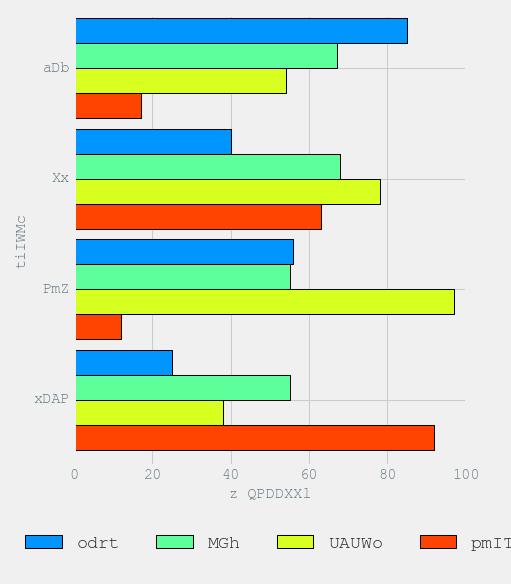 aDb
Xx
PmZ
xDAP
tiIWMc
0 20 40 60 80 100
z QPDDXXl
odrt MGh UAUWo pmIT